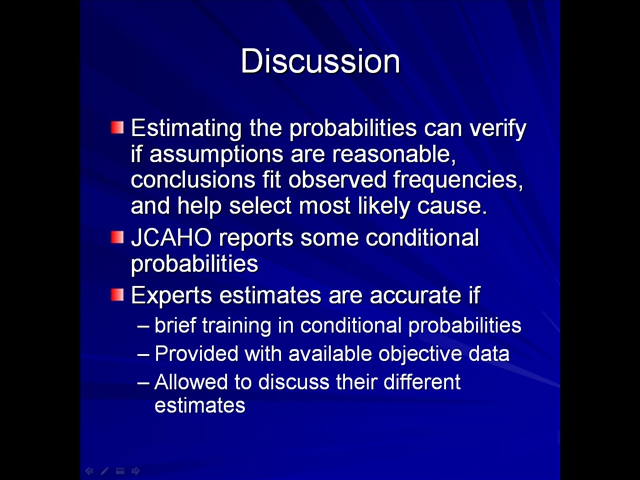 Discussion
Estimating the probabilities can verify
if assumptions are reasonable,
conclusions fit observed frequencies,
and help select most likely cause.
JCAHO reports some conditional
probabilities
Experts estimates are accurate if
– brief training in conditional probabilities
– Provided with available objective data
– Allowed to discuss their different
estimates